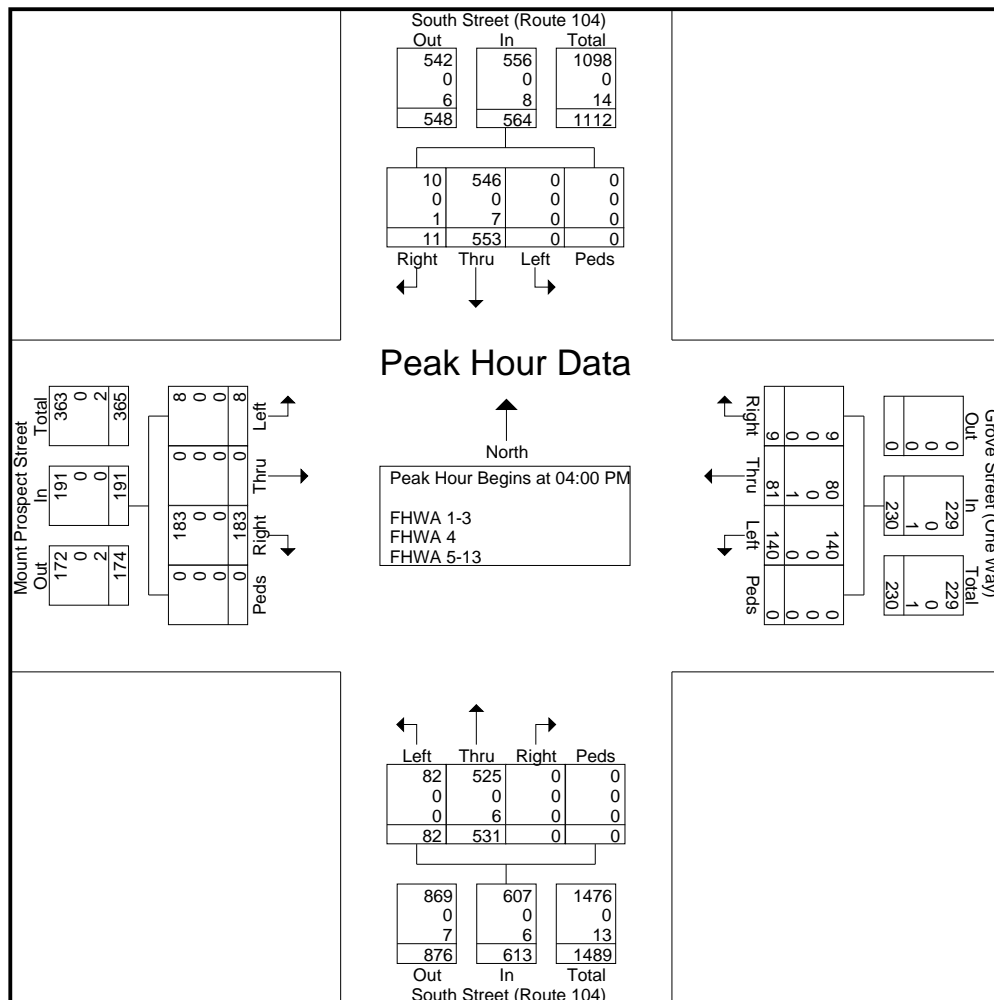 South Street (Route 104)
Out In Total
542 556 1098
0 0 0
6 8 14
548 564 1112
10 546 0 0
0 0 0 0
1 7 0 0
11 553 0 0
Right Thru Left Peds
Peak Hour Data
North
Peak Hour Begins at 04:00 PM
FHWA 1-3
FHWA 4
FHWA 5-13
Mount Prospect Street
Out In Total
172 191 363
0 0 0
2 0 2
174 191 365
0 183 0 8
0 0 0 0
0 0 0 0
0 183 0 8
Peds Right Thru Left
Grove Street (One Way)
Out In Total
0 229 229
0 0 0
0 1 1
0 230 230
9 80 140 0
0 0 0 0
0 1 0 0
9 81 140 0
Right Thru Left Peds
Left Thru Right Peds
82 525 0 0
0 0 0 0
0 6 0 0
82 531 0 0
869 607 1476
0 0 0
7 6 13
876 613 1489
Out In Total
South Street (Route 104)